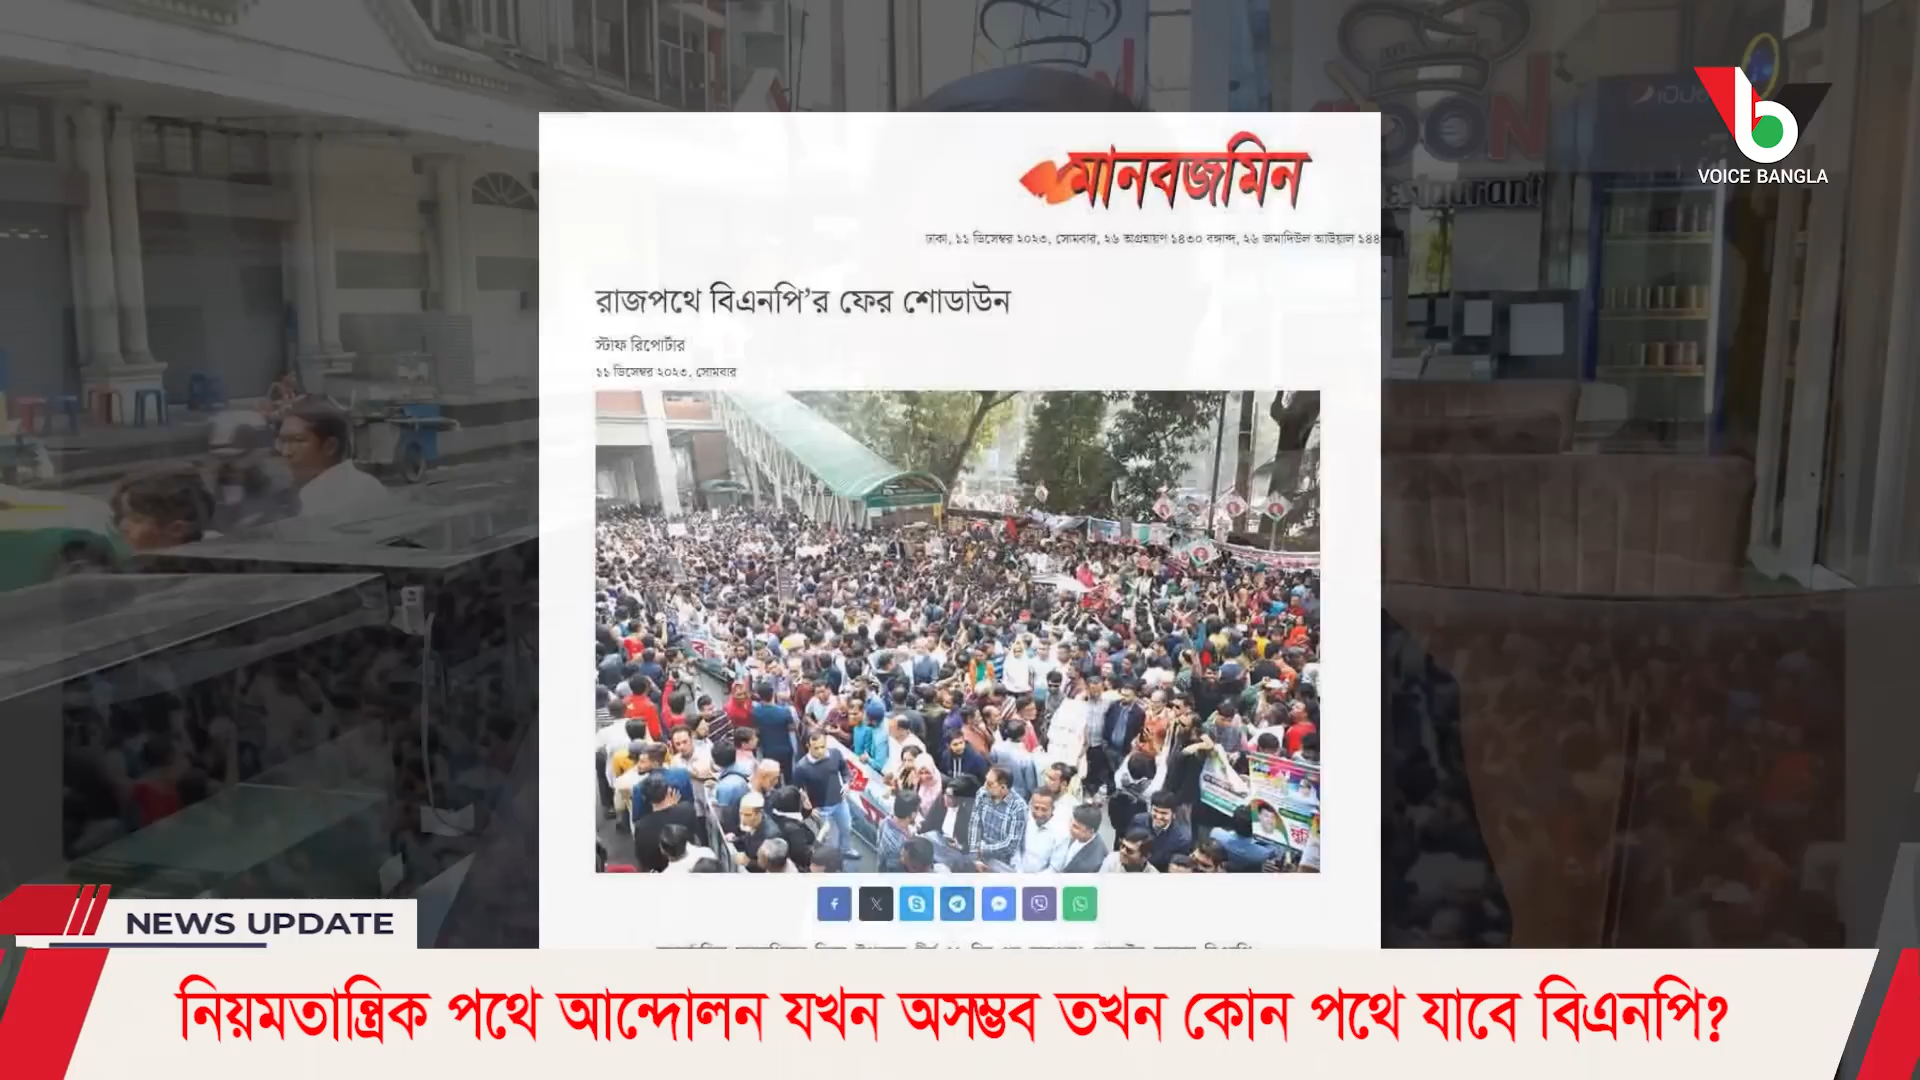 VOICE BANGLA
মানবজমিন
ঢাকা, ১১ ডিসেম্বর ২০২৩, সোমবার, ২৬ অগ্রহায়ণ ১৪৩০ বঙ্গাব্দ, ২৬ জমাদিউল আউয়াল ১৪৪
রাজপথে বিএনপি’র ফের শোডাউন
স্টাফ রিপোর্টার
১১ ডিসেম্বর ২০২৩, সোমবার
NEWS UPDATE
নিয়মতান্ত্রিক পথে আন্দোলন যখন অসম্ভব তখন কোন পথে যাবে বিএনপি?